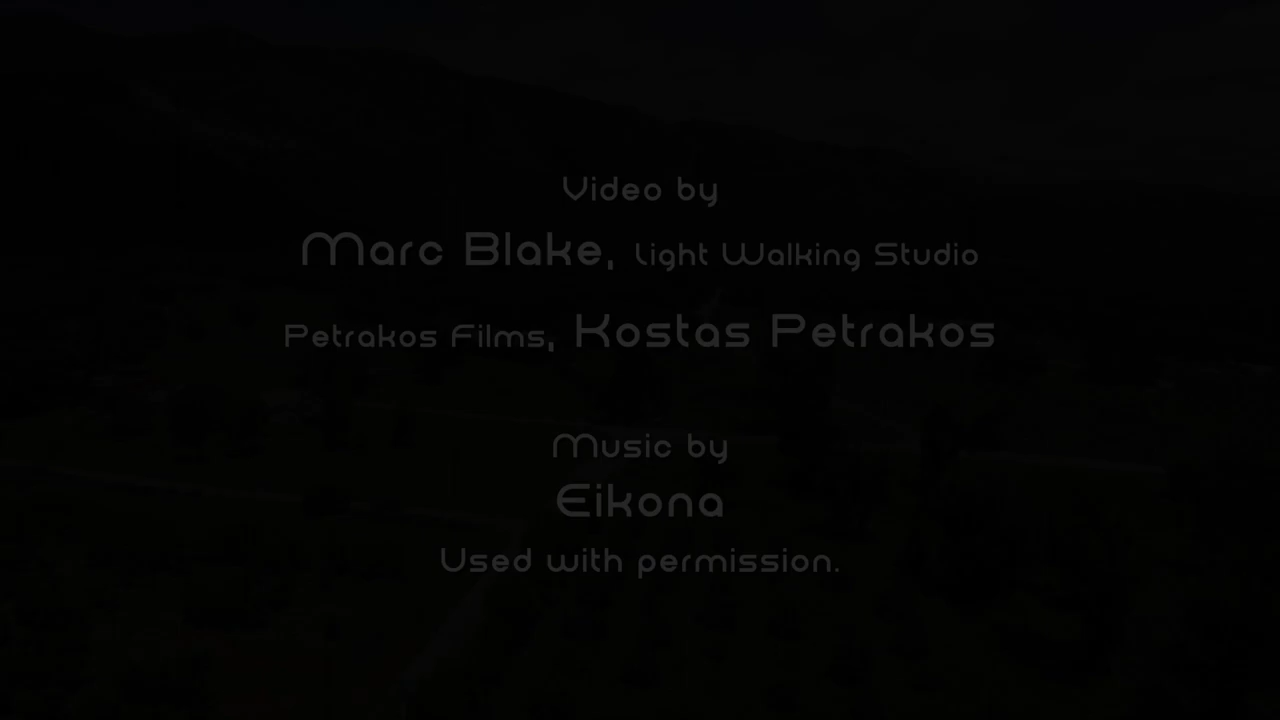 Video by
Marc Blake, Light Walking Studio
Petrakos Films, Kostas Petrakos
Music by
Eikona
Used with permission.